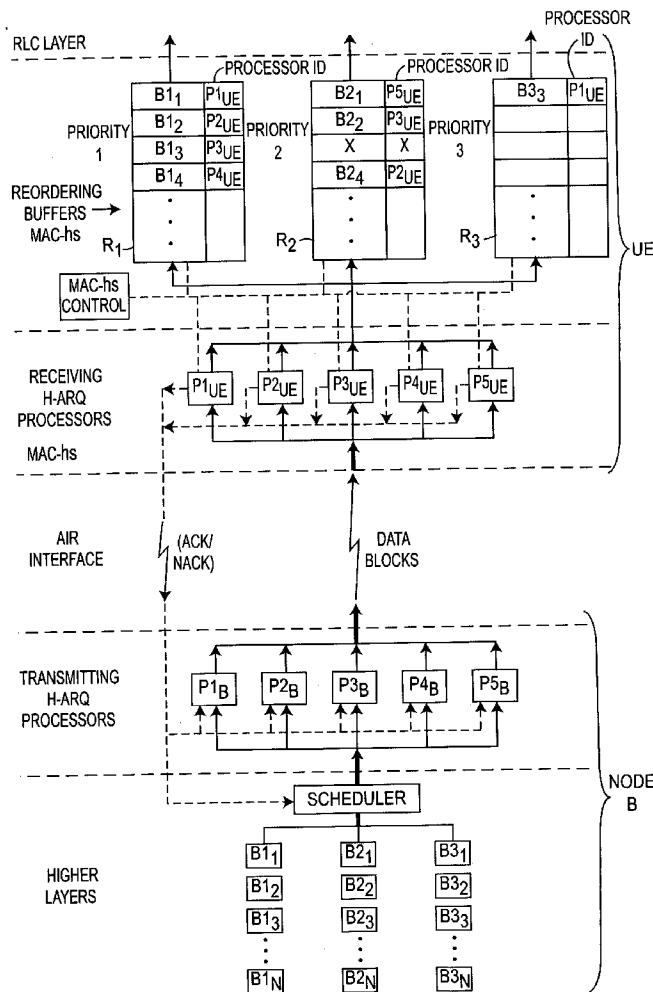 PROCESSOR
ID
RLC LAYER
PROCESSOR ID
PROCESSOR ID
B1₁ P1UE
B1₂ P2UE
B1₃ P3UE
B1₄ P4UE
PRIORITY
1
B2₁ P5UE
B2₂ P3UE
X X
B2₄ P2UE
PRIORITY
2
B3₃ P1UE
PRIORITY
3
REORDERING
BUFFERS
MAC-hs
R₁
R₂
R₃
UE
MAC-hs
CONTROL
RECEIVING
H-ARQ
PROCESSORS
MAC-hs
P1UE P2UE P3UE P4UE P5UE
AIR
INTERFACE
(ACK/
NACK)
DATA
BLOCKS
TRANSMITTING
H-ARQ
PROCESSORS
P1B P2B P3B P4B P5B
NODE
B
SCHEDULER
HIGHER
LAYERS
B1₁ B2₁ B3₁
B1₂ B2₂ B3₂
B1₃ B2₃ B3₃
B1N B2N B3N